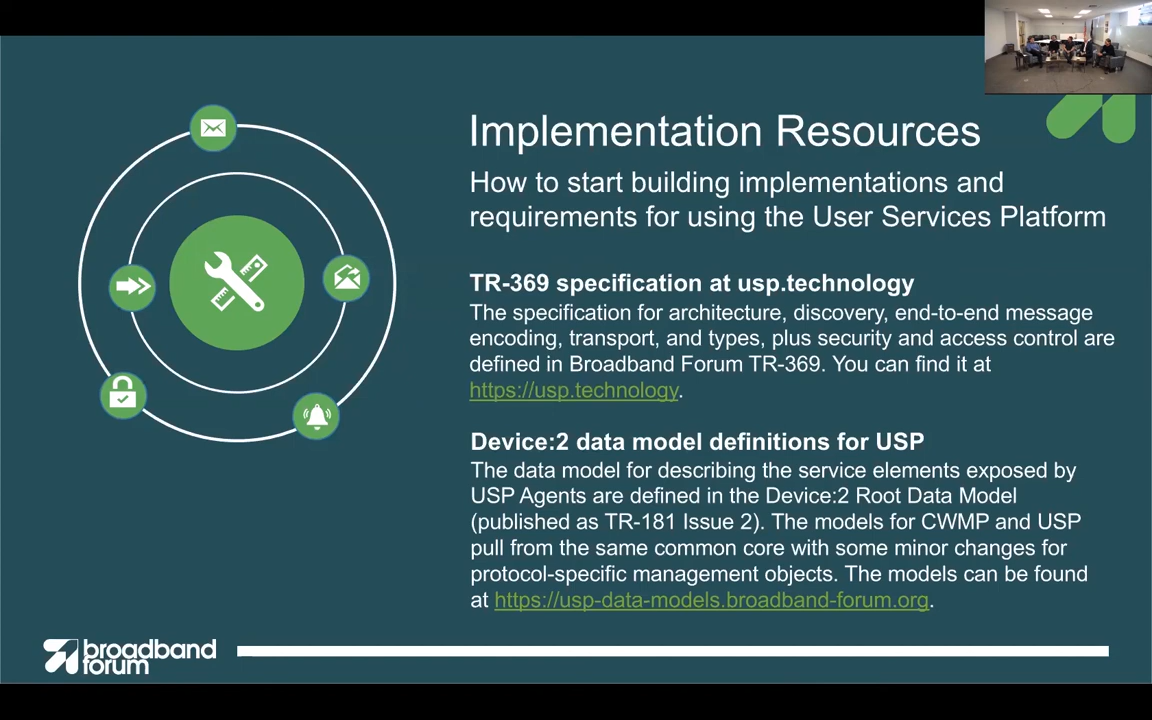 Implementation Resources
How to start building implementations and
requirements for using the User Services Platform
TR-369 specification at usp.technology
The specification for architecture, discovery, end-to-end message
encoding, transport, and types, plus security and access control are
defined in Broadband Forum TR-369. You can find it at
https://usp.technology.
Device:2 data model definitions for USP
The data model for describing the service elements exposed by
USP Agents are defined in the Device:2 Root Data Model
(published as TR-181 Issue 2). The models for CWMP and USP
pull from the same common core with some minor changes for
protocol-specific management objects. The models can be found
at https://usp-data-models.broadband-forum.org.
broadband
forum